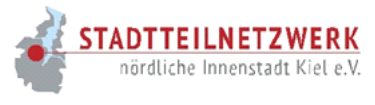 STADTTEILNETZWERK
nördliche Innenstadt Kiel e.V.